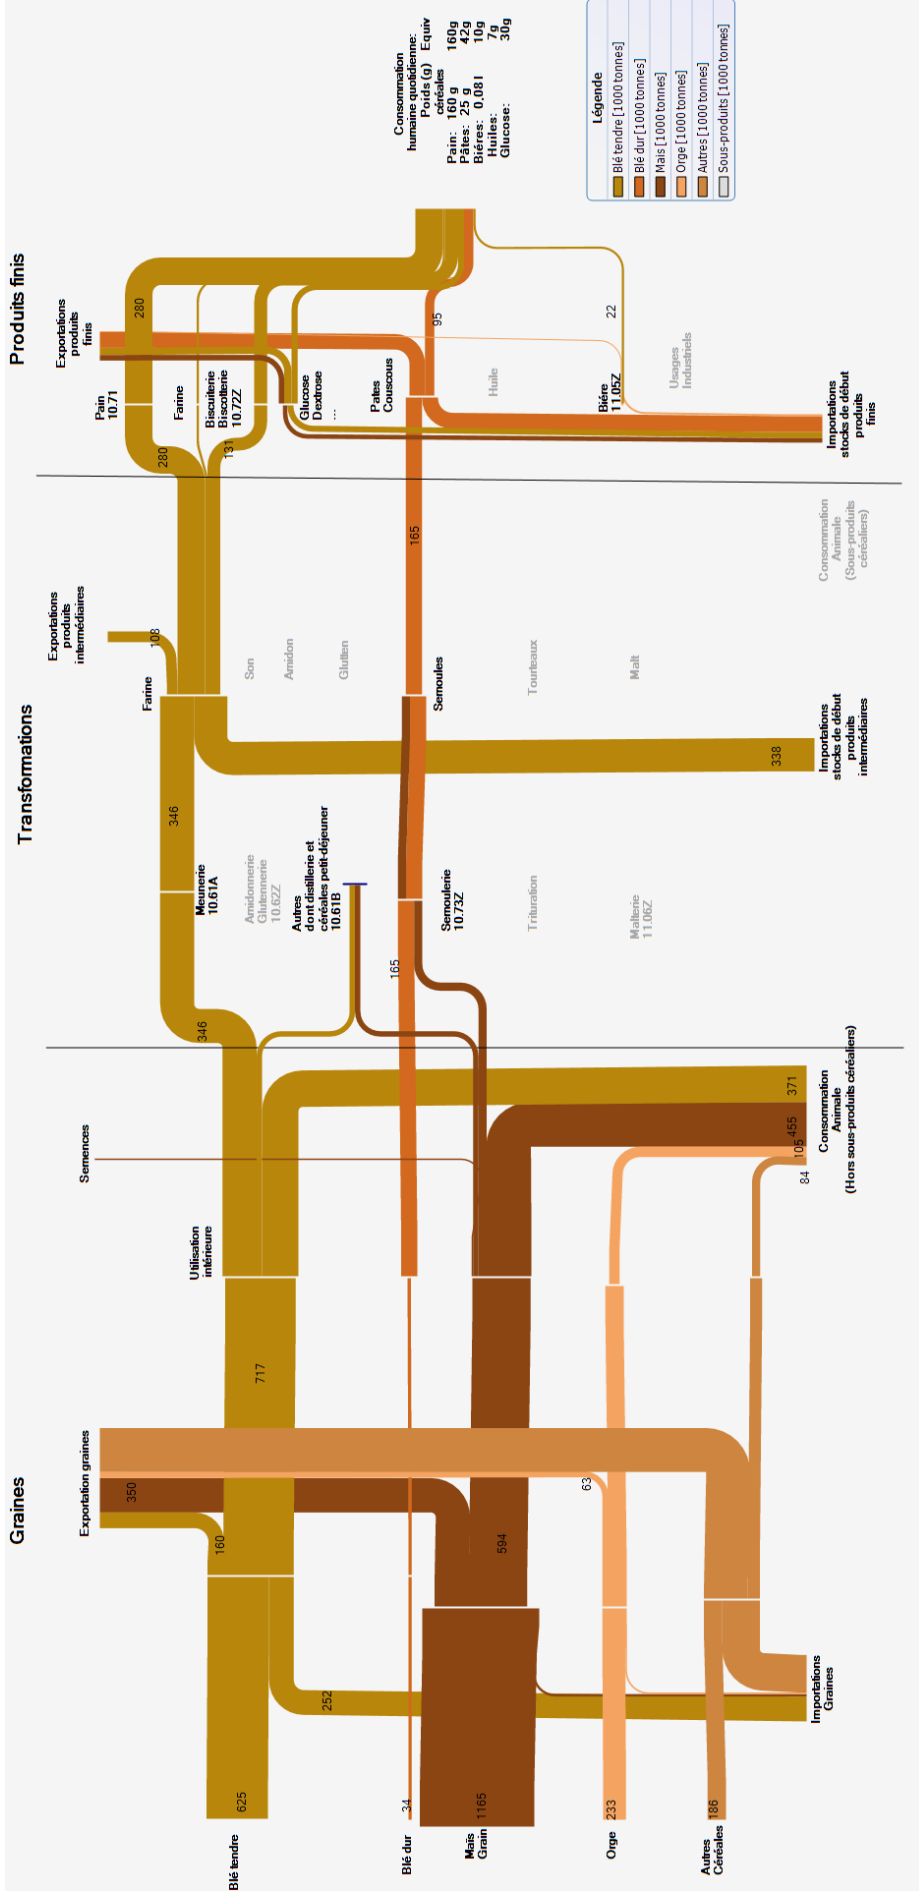 Graines
Transformations
Produits finis
Exportation graines
Semences
Utilisation
intérieure
Blé tendre
625
252
160
717
Blé dur
34
Maïs
Grain
1165
350
594
Orge
233
63
Autres
Céréales
186
Importations
Graines
371
455
105
84
Consommation
Animale
(Hors sous-produits céréaliers)
346
Meunerie
10.61A
346
Amidonnerie
Glutennerie
10.62Z
Autres
dont distillerie et
céréales petit-déjeuner
10.61B
165
Semoulerie
10.73Z
Trituration
Malterie
11.06Z
Exportations
produits
intermédiaires
108
Farine
Son
Amidon
Glutten
Semoules
Tourteaux
Malt
338
Importations
stocks de début
produits
intermédiaires
165
Consommation
Animale
(Sous-produits
céréaliers)
280
131
Exportations
produits
finis
Pain
10.71
280
Farine
Biscuiterie
Biscotterie
10.72Z
Glucose
Dextrose
...
Pates
Couscous
95
Huile
Biére
11.05Z
22
Usages
Industriels
Importations
stocks de début
produits
finis
Consommation
humaine quotidienne:
Poids (g) Equiv
céréales
Pain: 160 g 160g
Pâtes: 25 g 42g
Biéres: 0.08 l 10g
Huiles: 7g
Glucose: 30g
Légende
Blé tendre [1000 tonnes]
Blé dur [1000 tonnes]
Mais [1000 tonnes]
Orge [1000 tonnes]
Autres [1000 tonnes]
Sous-produits [1000 tonnes]